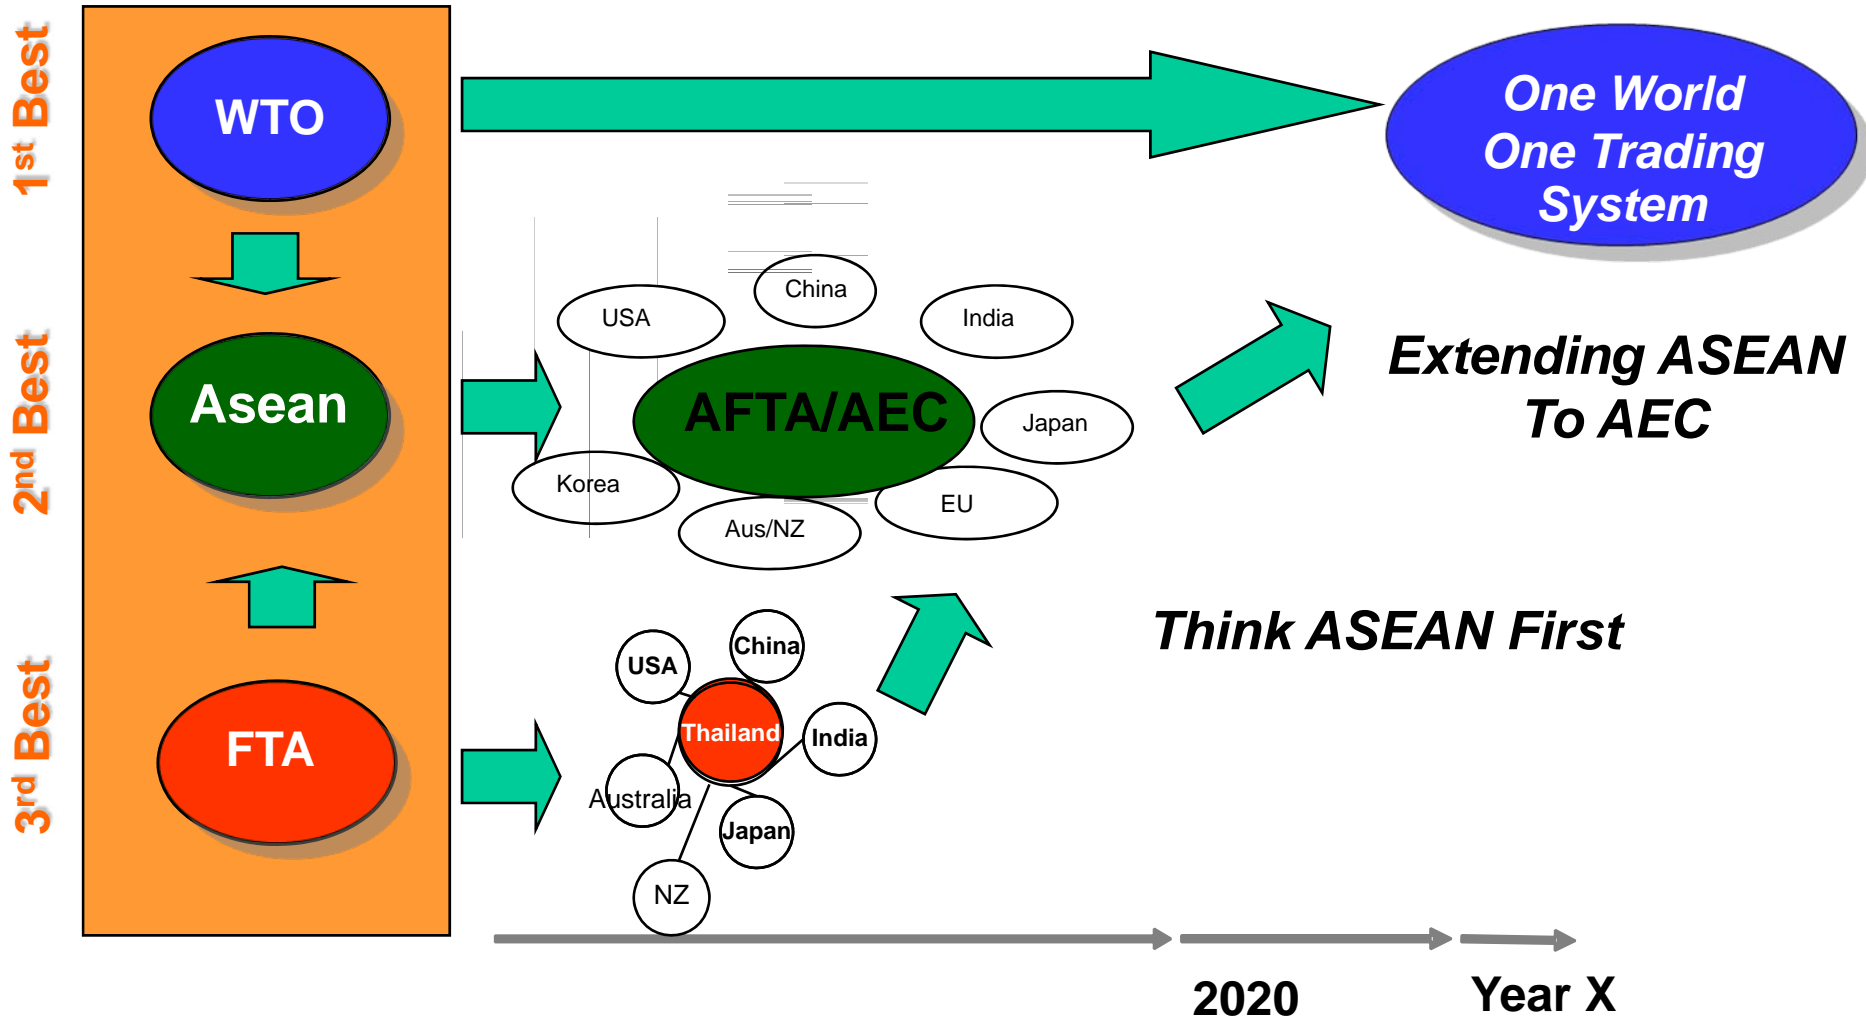 1st Best
WTO
One World
One Trading
System
2nd Best
Asean
USA
China
India
AFTA/AEC
Japan
Korea
Aus/NZ
EU
Extending ASEAN
To AEC
Think ASEAN First
3rd Best
FTA
USA
China
Thailand
India
Australia
Japan
NZ
2020
Year X